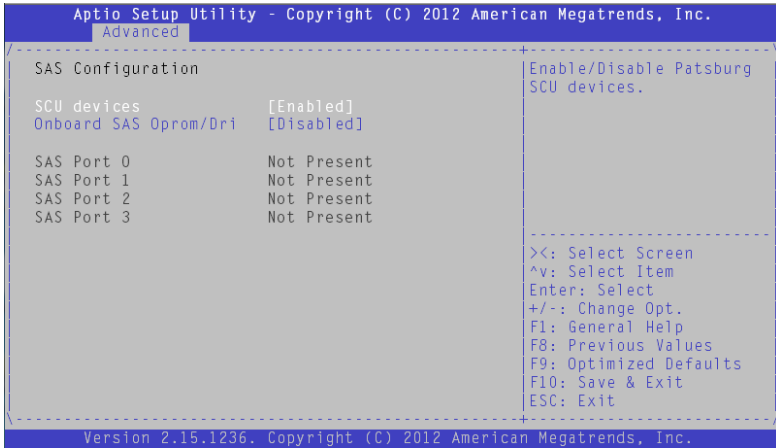 Aptio Setup Utility - Copyright (C) 2012 American Megatrends, Inc.
Advanced
SAS Configuration
SCU devices [Enabled]
Onboard SAS Oprom/Dri [Disabled]
SAS Port 0 Not Present
SAS Port 1 Not Present
SAS Port 2 Not Present
SAS Port 3 Not Present
Enable/Disable Patsburg
SCU devices.
><: Select Screen
^v: Select Item
Enter: Select
+/-: Change Opt.
F1: General Help
F8: Previous Values
F9: Optimized Defaults
F10: Save & Exit
ESC: Exit
Version 2.15.1236. Copyright (C) 2012 American Megatrends, Inc.